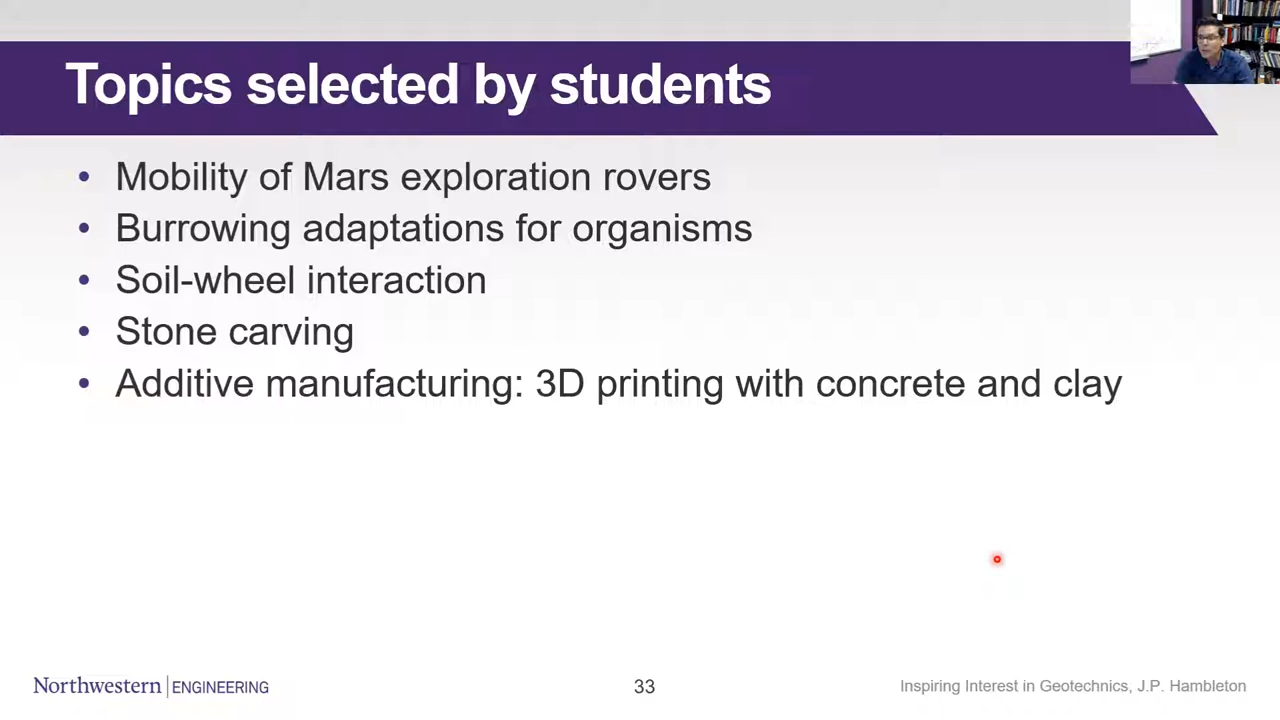 Topics selected by students
• Mobility of Mars exploration rovers
• Burrowing adaptations for organisms
• Soil-wheel interaction
• Stone carving
• Additive manufacturing: 3D printing with concrete and clay
Northwestern | ENGINEERING
33
Inspiring Interest in Geotechnics, J.P. Hambleton